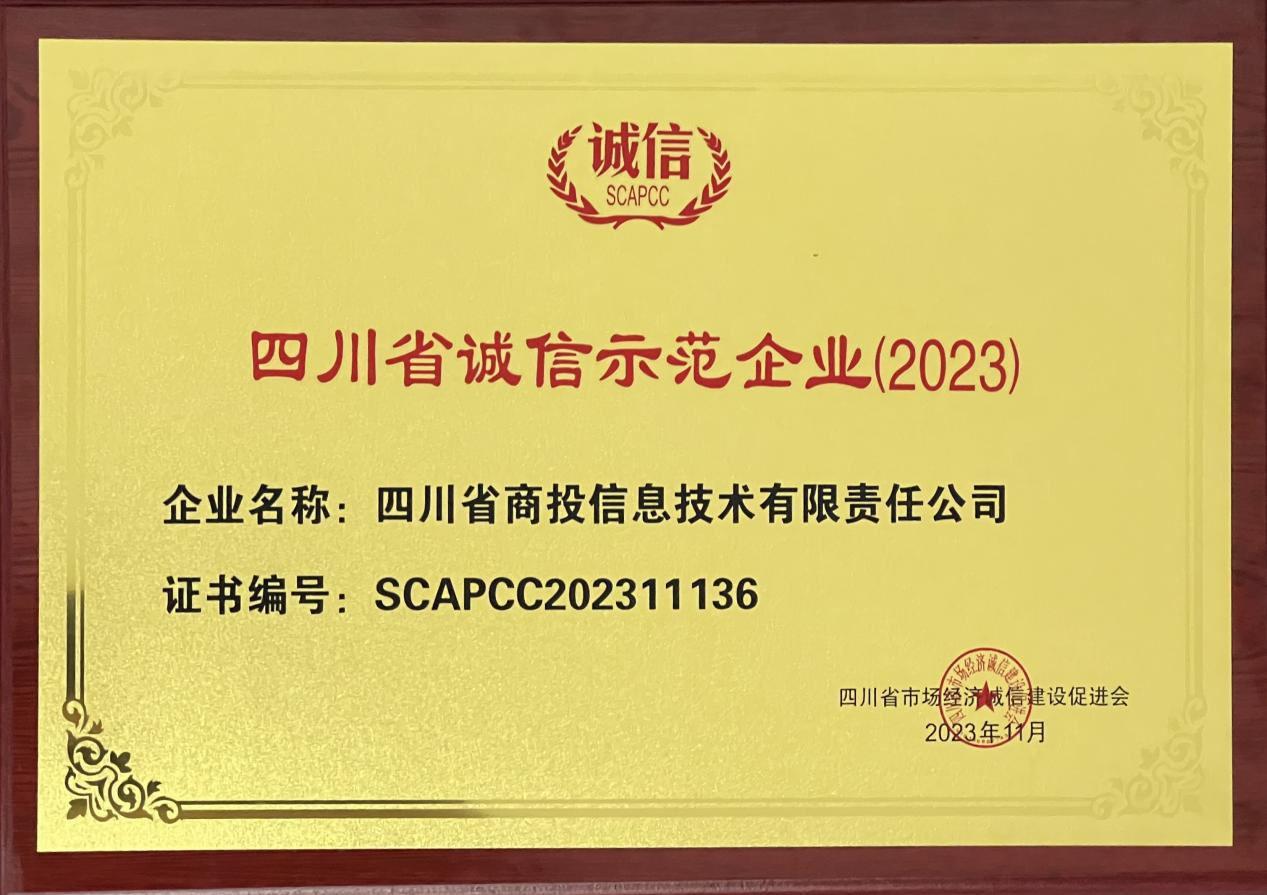 诚信
SCAPCC
四川省诚信示范企业(2023)
企业名称：四川省商投信息技术有限责任公司
证书编号：SCAPCC202311136
四川省市场经济诚信建设促进会
2023年11月